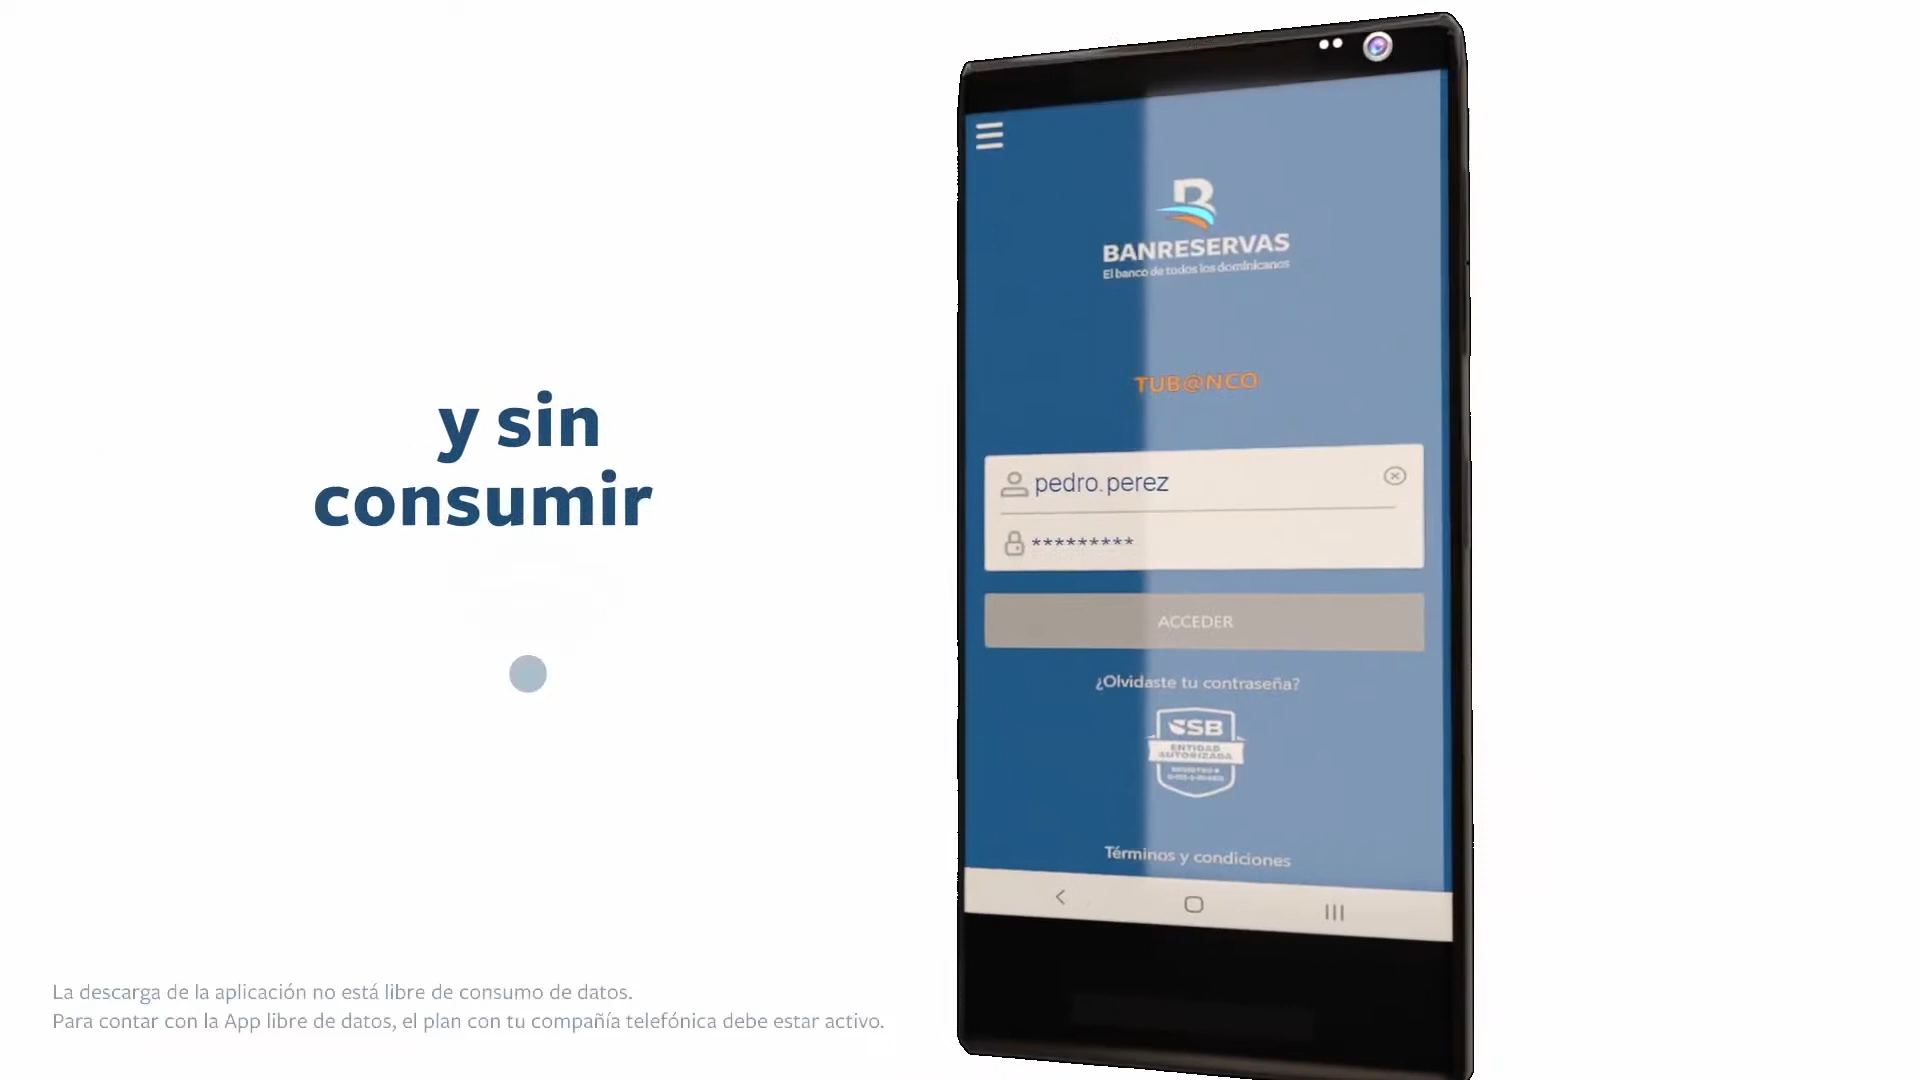 y sin
consumir
BANRESERVAS
El banco de todos los dominicanos
TUB@NCO
pedro.perez
*********
ACCEDER
¿Olvidaste tu contraseña?
SB
ENTIDAD
AUTORIZADA
Términos y condiciones
La descarga de la aplicación no está libre de consumo de datos.
Para contar con la App libre de datos, el plan con tu compañía telefónica debe estar activo.